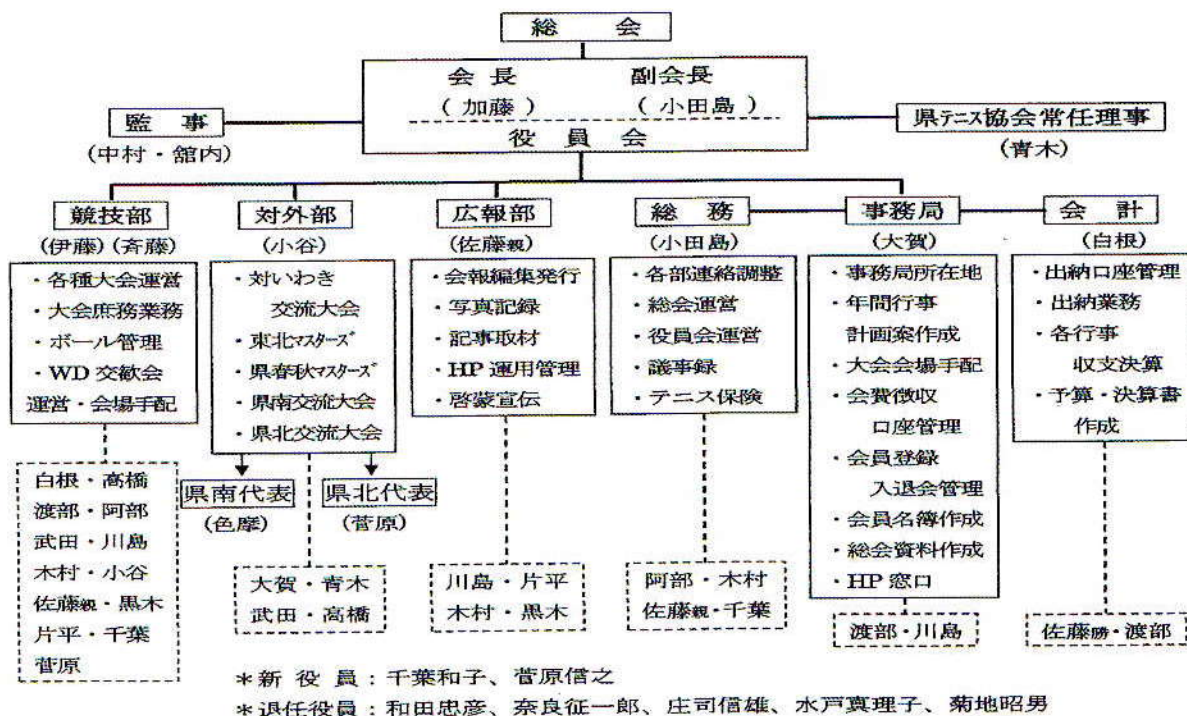 総 会
会 長 副会長
(加藤) (小田島)
役 員 会
監 事
(中村・舘内)
県テニス協会常任理事
(青木)
競技部
(伊藤)(斉藤)
・各種大会運営
・大会庶務業務
・ボール管理
・WD 交歓会
運営・会場手配
白根・高橋
渡部・阿部
武田・川島
木村・小谷
佐藤親・黒木
片平・千葉
菅原
対外部
(小谷)
・対いわき
交流大会
・東北マスターズ
・県春秋マスターズ
・県南交流大会
・県北交流大会
県南代表
(色摩)
県北代表
(菅原)
大賀・青木
武田・高橋
広報部
(佐藤親)
・会報編集発行
・写真記録
・記事取材
・HP 運用管理
・啓蒙宣伝
川島・片平
木村・黒木
総 務
(小田島)
・各部連絡調整
・総会運営
・役員会運営
・議事録
・テニス保険
阿部・木村
佐藤親・千葉
事務局
(大賀)
・事務局所在地
・年間行事
計画案作成
・大会会場手配
・会費徴収
口座管理
・会員登録
入退会管理
・会員名簿作成
・総会資料作成
・HP 窓口
渡部・川島
会 計
(白根)
・出納口座管理
・出納業務
・各行事
収支決算
・予算・決算書
作成
佐藤勝・渡部
*新 役 員:千葉和子、菅原信之
*退任役員:和田忠彦、奈良征一郎、庄司信雄、水戸真理子、菊地昭男